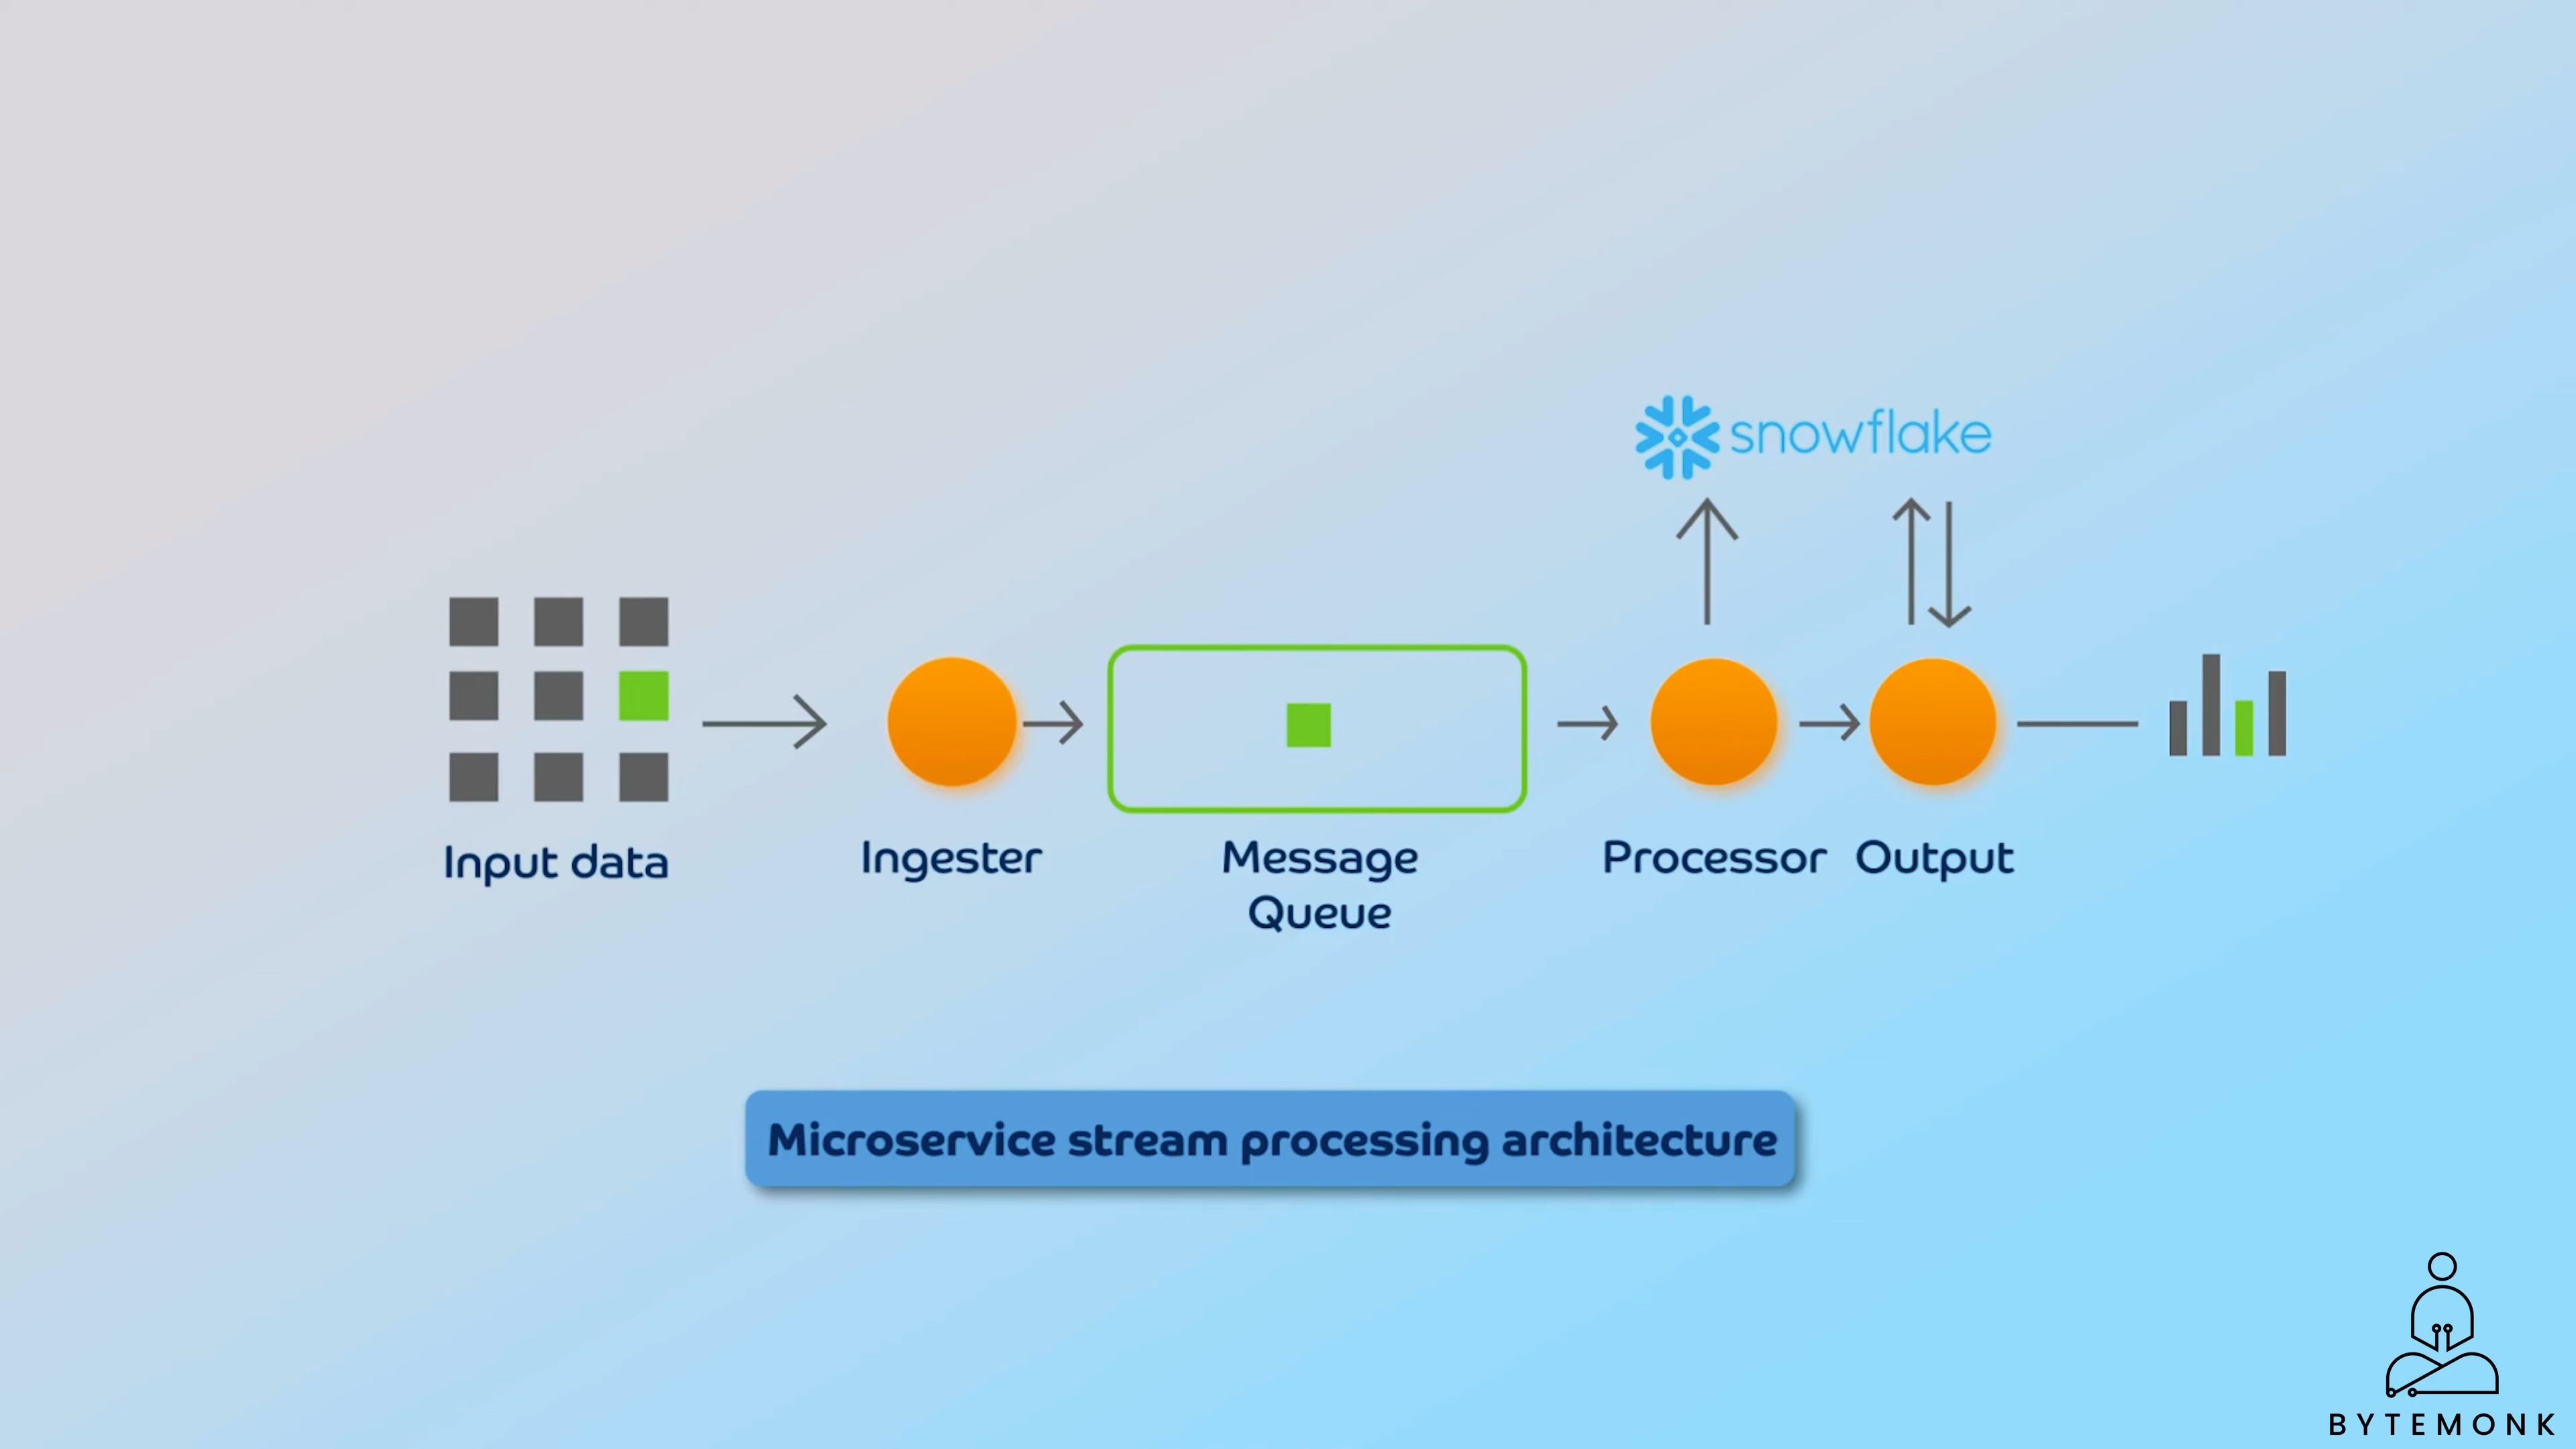 snowflake
Input data
Ingester
Message
Queue
Processor
Output
Microservice stream processing architecture
BYTEMONK